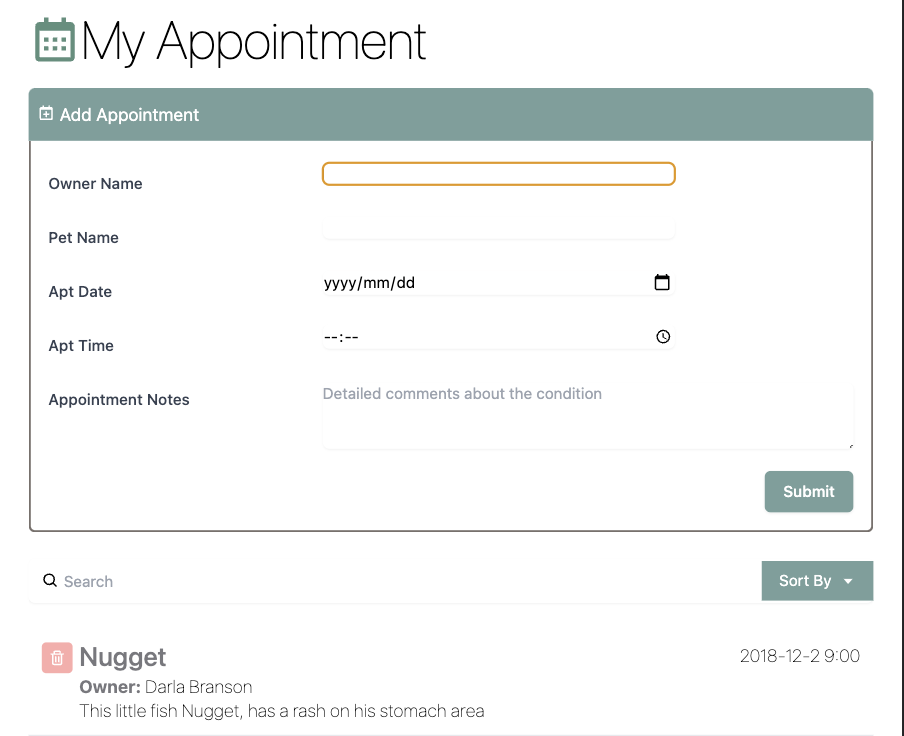 My Appointment
Add Appointment
Owner Name
Pet Name
Apt Date yyyy/mm/dd
Apt Time --:--
Appointment Notes Detailed comments about the condition
Submit
Search Sort By
Nugget 2018-12-2 9:00
Owner: Darla Branson
This little fish Nugget, has a rash on his stomach area